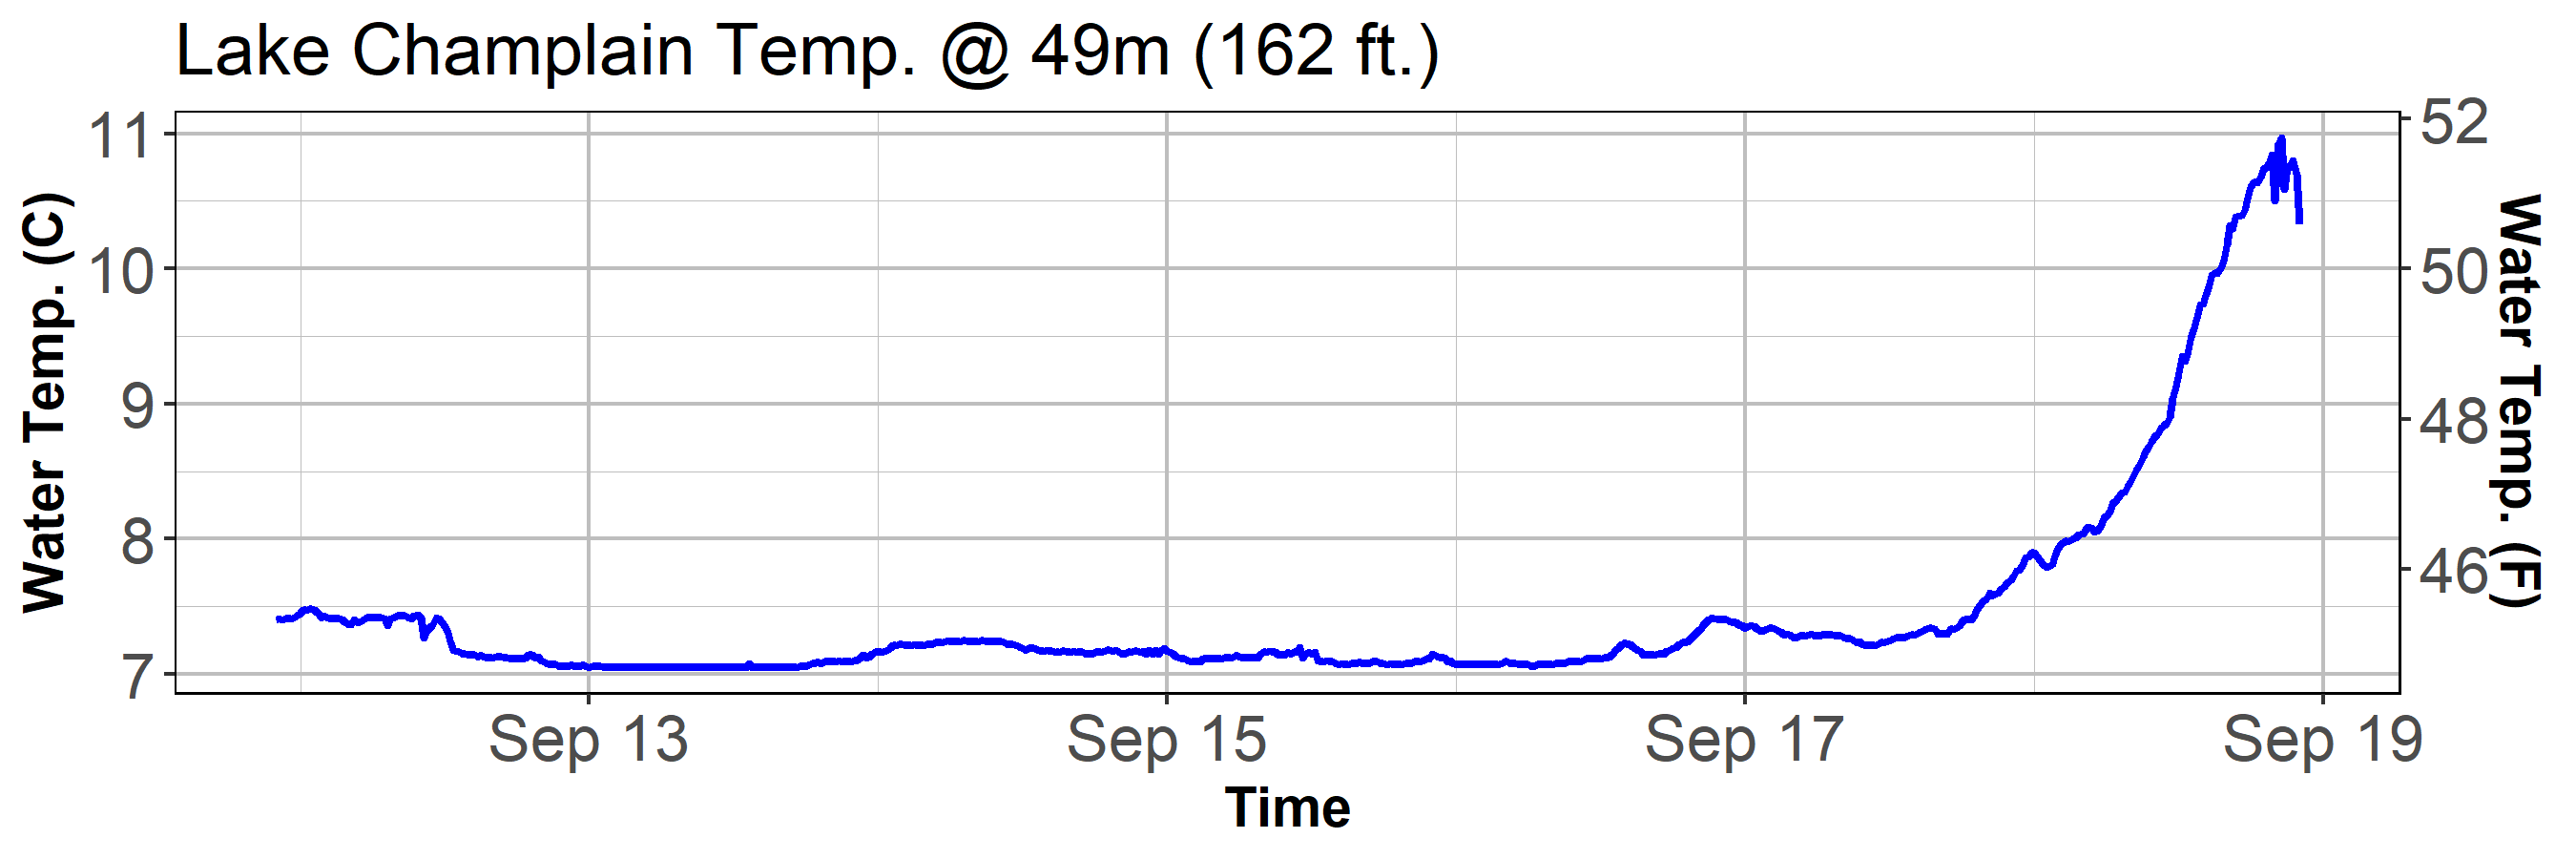 Lake Champlain Temp. @ 49m (162 ft.)
Water Temp. (C)
11
10
9
8
7
52
50
48
46
Water Temp. (F)
Sep 13
Sep 15
Sep 17
Sep 19
Time